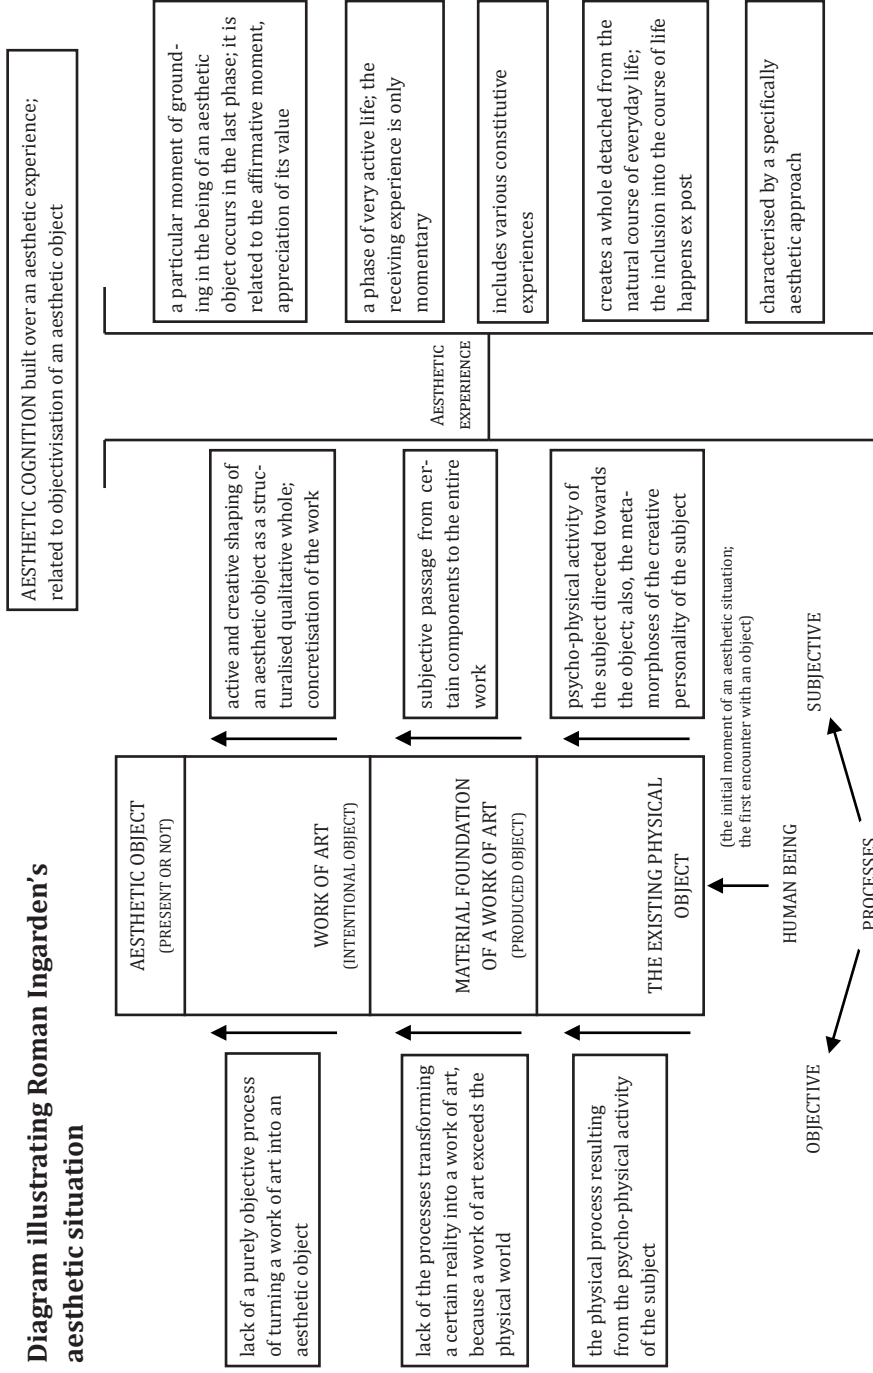 Diagram illustrating Roman Ingarden's
aesthetic situation
AESTHETIC COGNITION built over an aesthetic experience;
related to objectivisation of an aesthetic object
lack of a purely objective process
of turning a work of art into an
aesthetic object
lack of the processes transforming
a certain reality into a work of art,
because a work of art exceeds the
physical world
the physical process resulting
from the psycho-physical activity
of the subject
AESTHETIC OBJECT
(PRESENT OR NOT)
WORK OF ART
(INTENTIONAL OBJECT)
MATERIAL FOUNDATION
OF A WORK OF ART
(PRODUCED OBJECT)
THE EXISTING PHYSICAL
OBJECT
active and creative shaping of
an aesthetic object as a struc-
turalised qualitative whole;
concretisation of the work
subjective passage from cer-
tain components to the entire
work
psycho-physical activity of
the subject directed towards
the object; also, the meta-
morphoses of the creative
personality of the subject
AESTHETIC
EXPERIENCE
a particular moment of ground-
ing in the being of an aesthetic
object occurs in the last phase; it is
related to the affirmative moment,
appreciation of its value
a phase of very active life; the
receiving experience is only
momentary
includes various constitutive
experiences
creates a whole detached from the
natural course of everyday life;
the inclusion into the course of life
happens ex post
characterised by a specifically
aesthetic approach
(the initial moment of an aesthetic situation;
the first encounter with an object)
HUMAN BEING
OBJECTIVE
PROCESSES
SUBJECTIVE